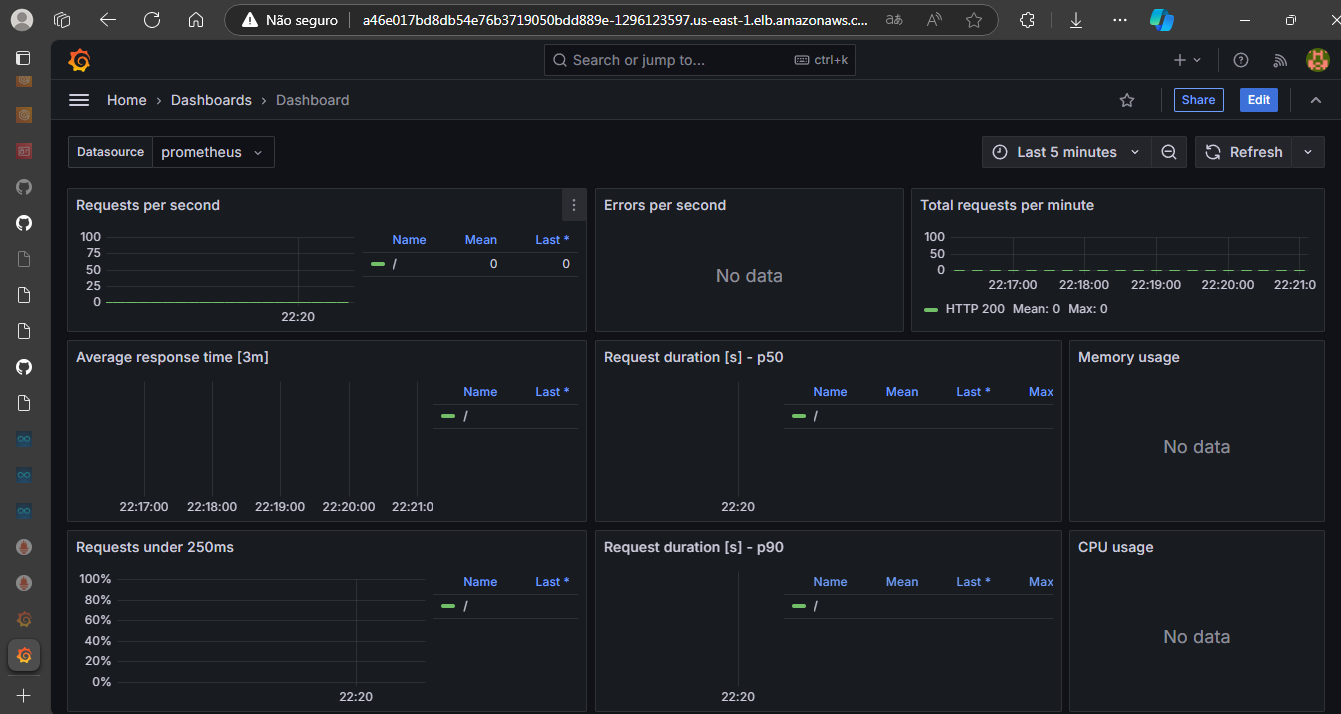 Não seguro a46e017bd8db54e76b3719050bdd889e-1296123597.us-east-1.elb.amazonaws.c...
Search or jump to... ctrl+k
Home › Dashboards › Dashboard Share Edit
Datasource prometheus Last 5 minutes Refresh
Requests per second
100
75
50
25
0
22:20
Name Mean Last *
/ 0 0
Errors per second
No data
Total requests per minute
100
50
0
22:17:00 22:18:00 22:19:00 22:20:00 22:21:0
HTTP 200 Mean: 0 Max: 0
Average response time [3m]
22:17:00 22:18:00 22:19:00 22:20:00 22:21:0
Name Last *
/
Request duration [s] - p50
22:20
Name Mean Last * Max
/
Memory usage
No data
Requests under 250ms
100%
80%
60%
40%
20%
0%
22:20
Name Last *
/
Request duration [s] - p90
22:20
Name Mean Last * Max
/
CPU usage
No data